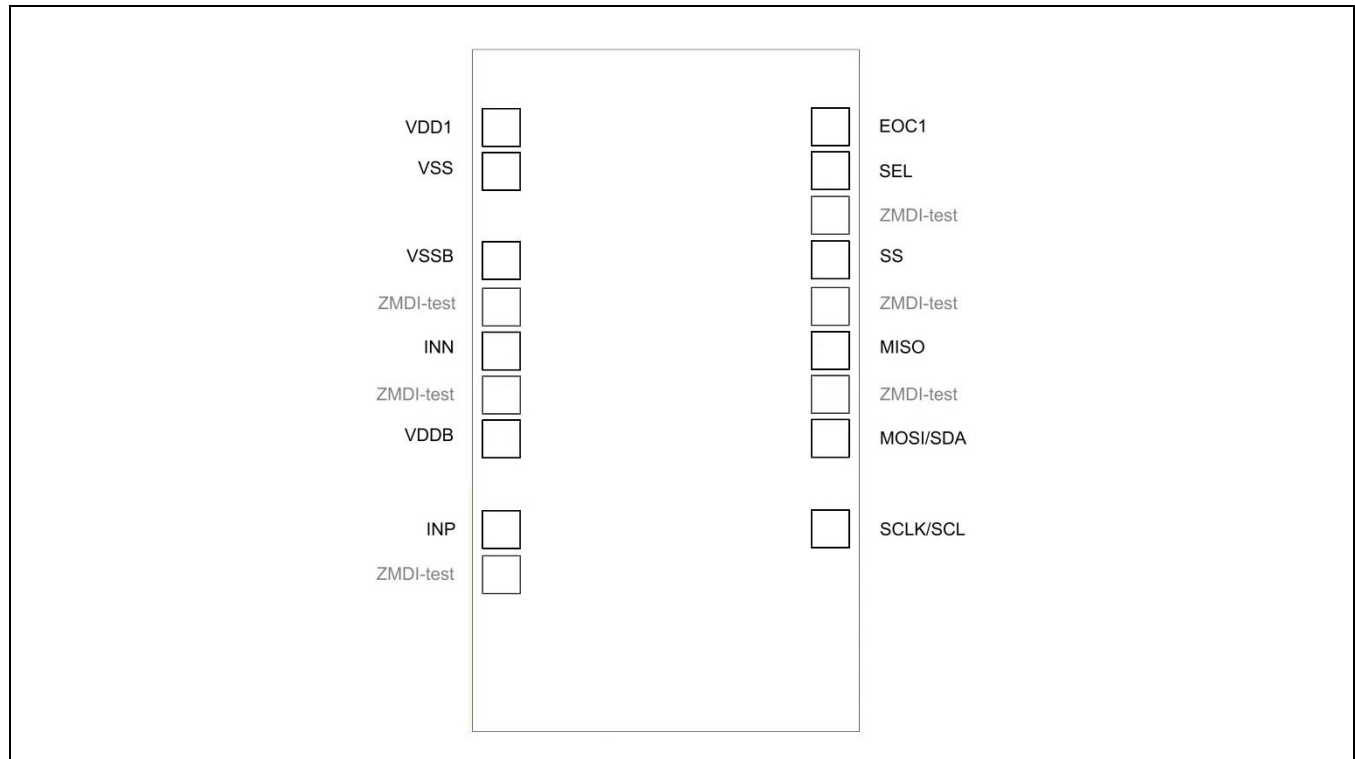 VDD1
VSS
VSSB
ZMDI-test
INN
ZMDI-test
VDDB
INP
ZMDI-test
EOC1
SEL
ZMDI-test
SS
ZMDI-test
MISO
ZMDI-test
MOSI/SDA
SCLK/SCL